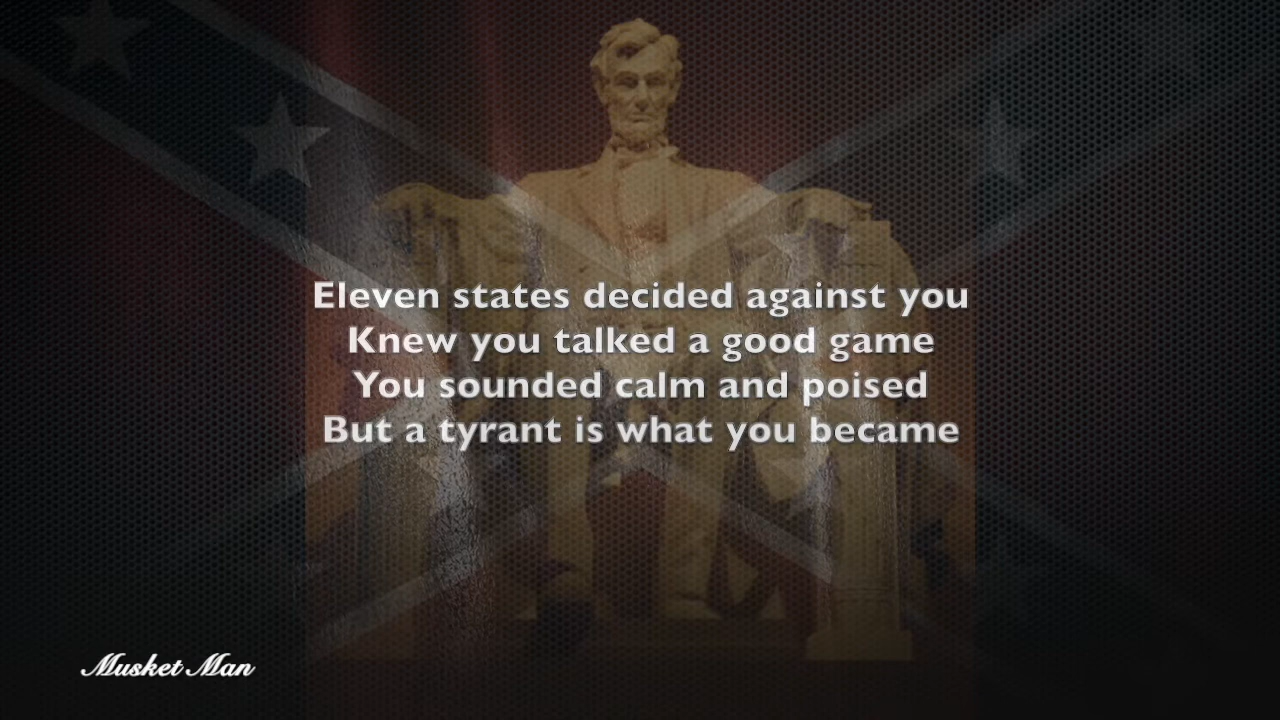 Eleven states decided against you
Knew you talked a good game
You sounded calm and poised
But a tyrant is what you became
Musket Man